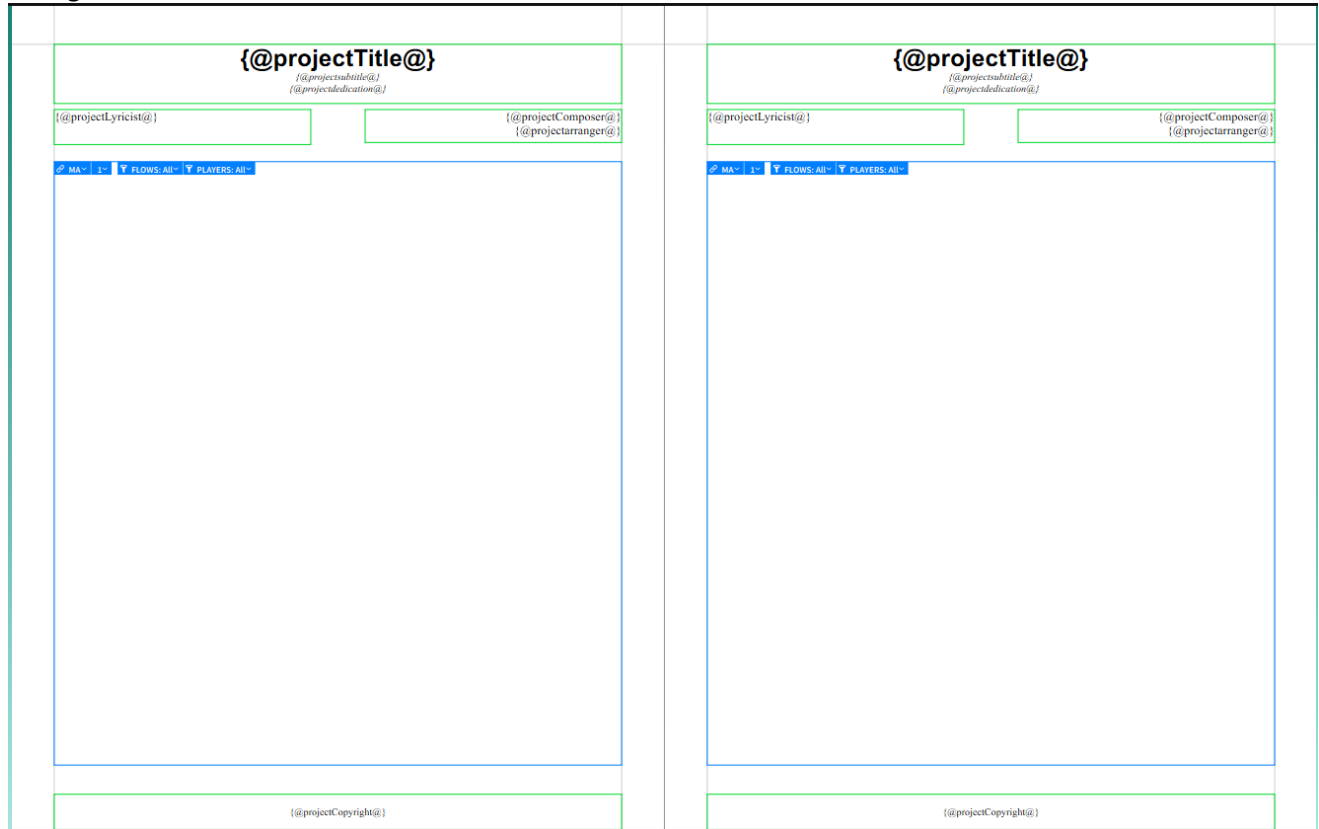 {@projectTitle@}
{@projectsubtitle@}
{@projectdedication@}
{@projectLyricist@}
{@projectComposer@}
{@projectarranger@}
MA 1 FLOWS: All PLAYERS: All
{@projectCopyright@}
{@projectTitle@}
{@projectsubtitle@}
{@projectdedication@}
{@projectLyricist@}
{@projectComposer@}
{@projectarranger@}
MA 1 FLOWS: All PLAYERS: All
{@projectCopyright@}